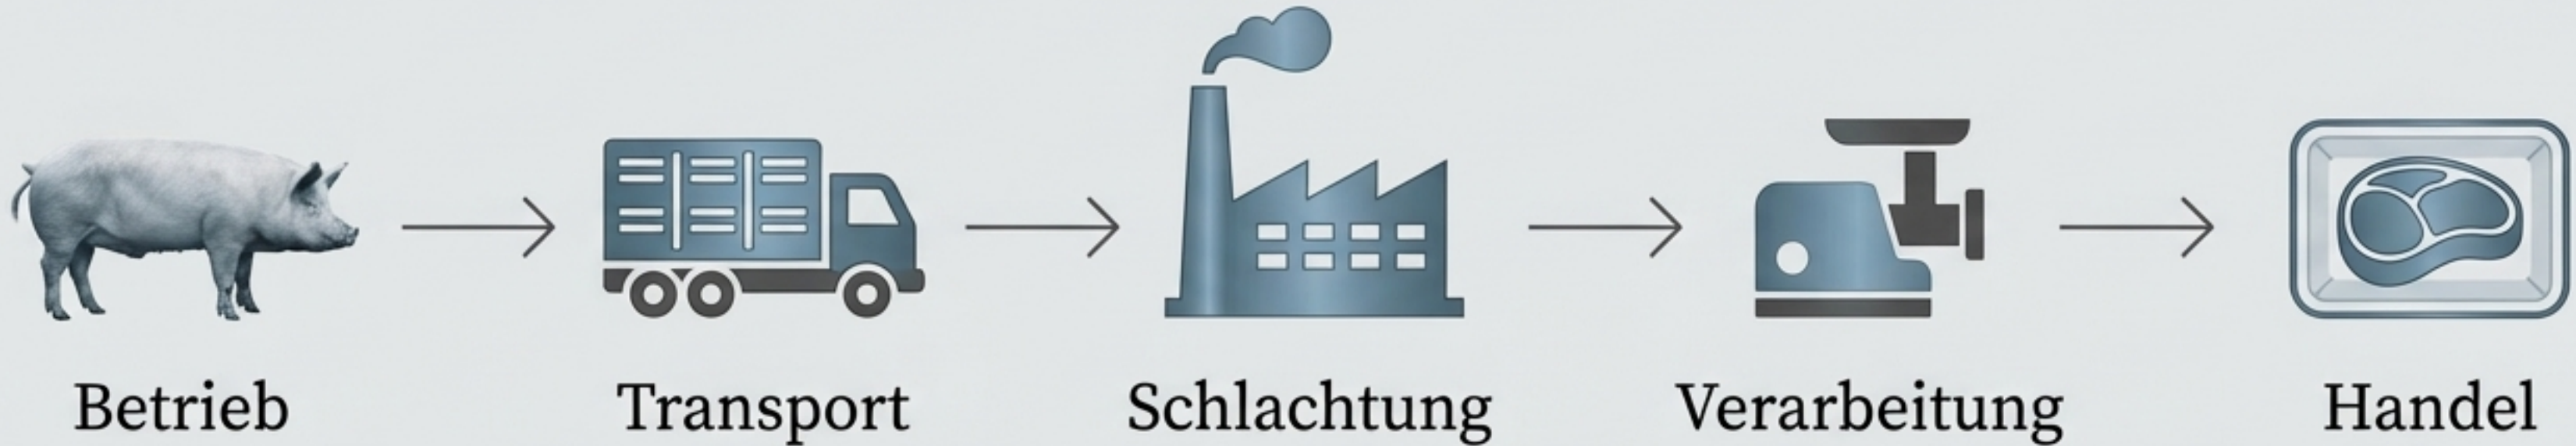 Betrieb
Transport
Schlachtung
Verarbeitung
Handel